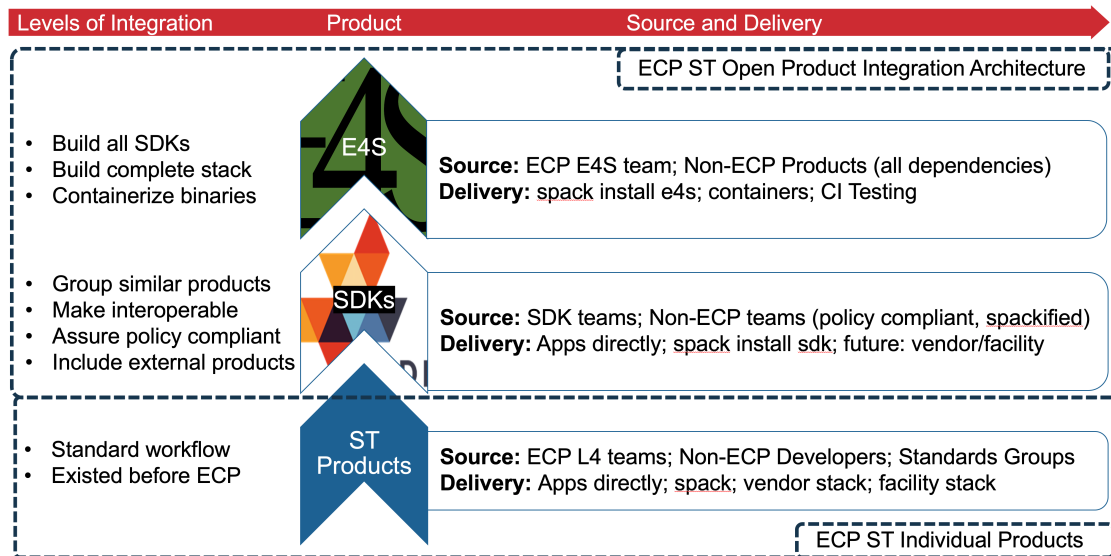 Levels of Integration Product Source and Delivery
ECP ST Open Product Integration Architecture
• Build all SDKs
• Build complete stack
• Containerize binaries
E4S
Source: ECP E4S team; Non-ECP Products (all dependencies)
Delivery: spack install e4s; containers; CI Testing
• Group similar products
• Make interoperable
• Assure policy compliant
• Include external products
SDKs
Source: SDK teams; Non-ECP teams (policy compliant, spackified)
Delivery: Apps directly; spack install sdk; future: vendor/facility
• Standard workflow
• Existed before ECP
ST
Products
Source: ECP L4 teams; Non-ECP Developers; Standards Groups
Delivery: Apps directly; spack; vendor stack; facility stack
ECP ST Individual Products